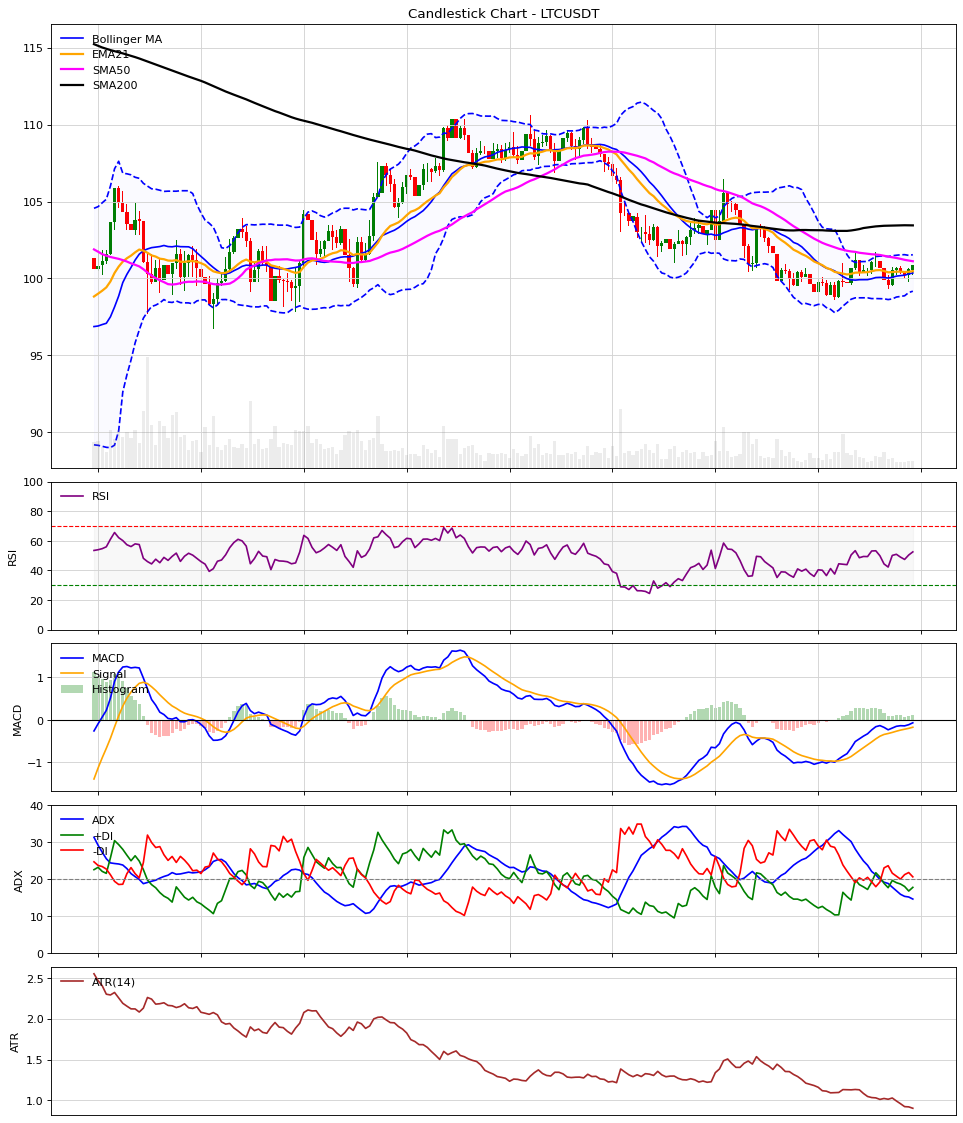 Candlestick Chart - LTCUSDT
Bollinger MA
EMA21
SMA50
SMA200
115
110
105
100
95
90
RSI
100
80
60
40
20
0
RSI
MACD
Signal
Histogram
1
0
−1
MACD
ADX
+DI
-DI
40
30
20
10
0
ADX
ATR(14)
2.5
2.0
1.5
1.0
ATR